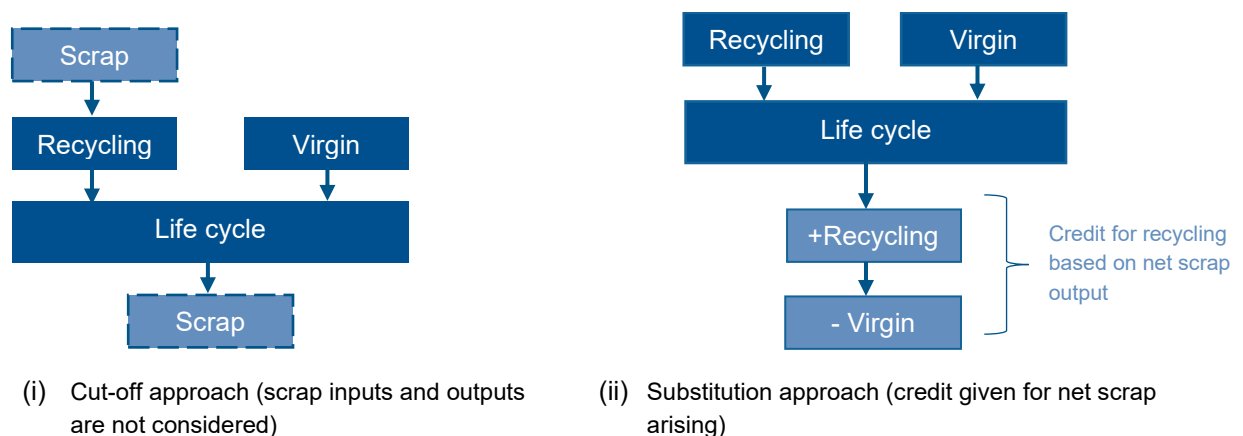 Scrap
Recycling
Virgin
Life cycle
Scrap
(i) Cut-off approach (scrap inputs and outputs
are not considered)
Recycling
Virgin
Life cycle
+Recycling
- Virgin
Credit for recycling
based on net scrap
output
(ii) Substitution approach (credit given for net scrap
arising)